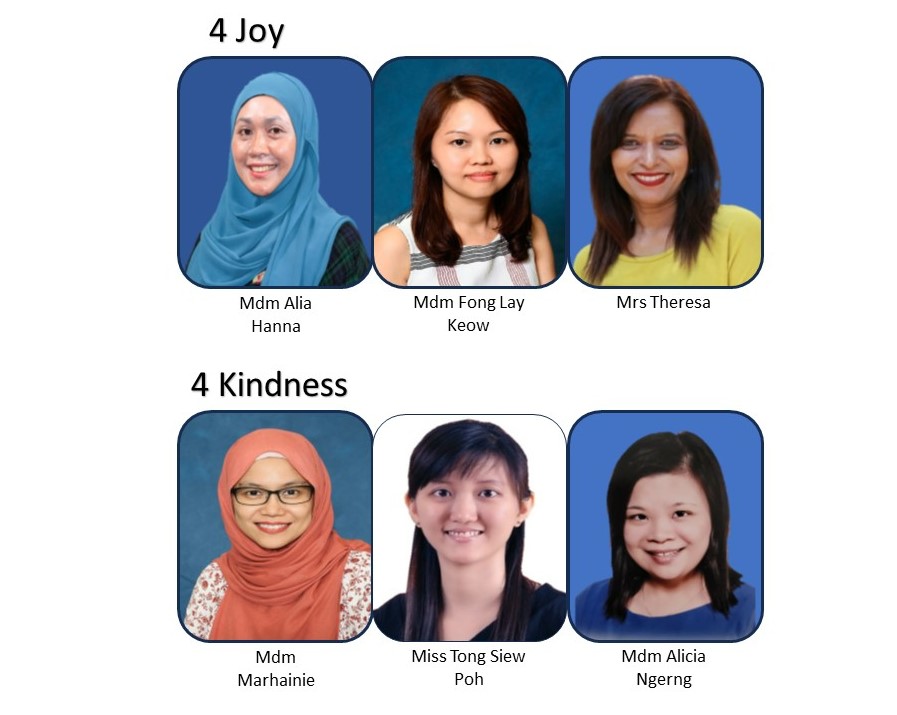 4 Joy
Mdm Alia
Hanna
Mdm Fong Lay
Keow
Mrs Theresa
4 Kindness
Mdm
Marhainie
Miss Tong Siew
Poh
Mdm Alicia
Ngerng